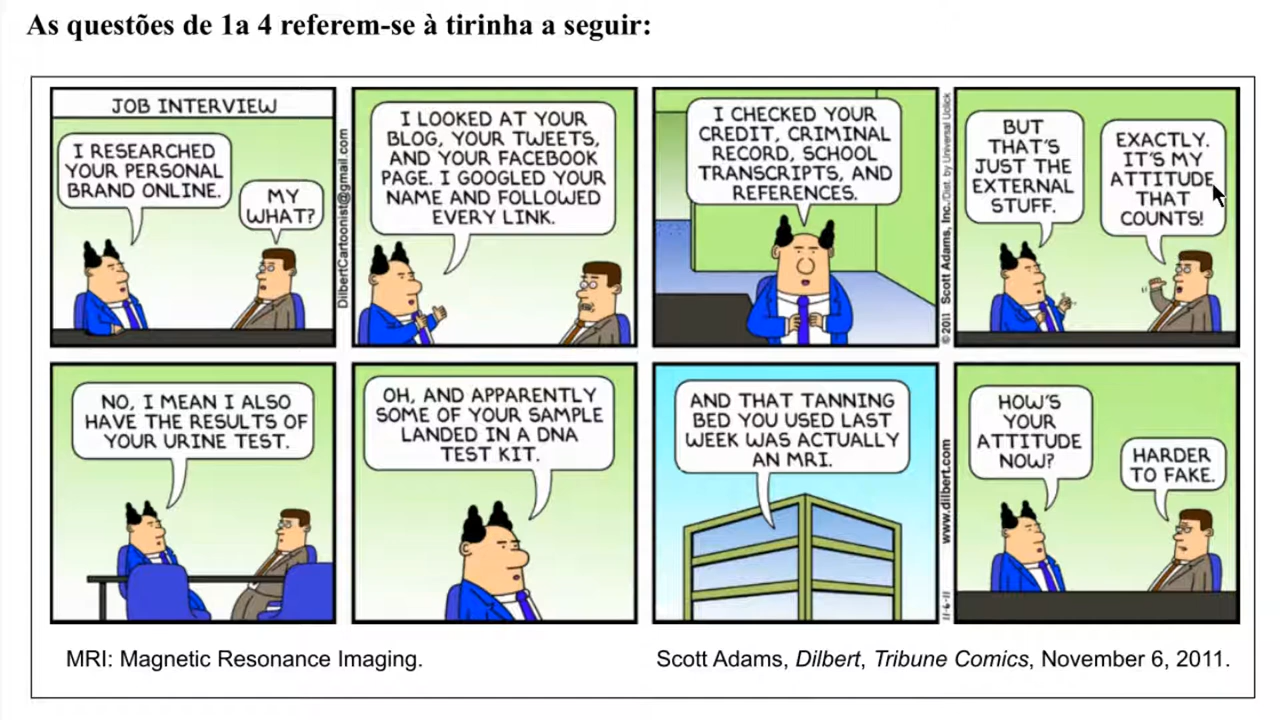 As questões de 1a 4 referem-se à tirinha a seguir:
JOB INTERVIEW
I RESEARCHED
YOUR PERSONAL
BRAND ONLINE.
MY
WHAT?
DilbertCartoonist@gmail.com
I LOOKED AT YOUR
BLOG, YOUR TWEETS,
AND YOUR FACEBOOK
PAGE. I GOOGLED YOUR
NAME AND FOLLOWED
EVERY LINK.
I CHECKED YOUR
CREDIT, CRIMINAL
RECORD, SCHOOL
TRANSCRIPTS, AND
REFERENCES.
© 2011 Scott Adams, Inc./Dist. by Universal Uclick
BUT
THAT'S
JUST THE
EXTERNAL
STUFF.
EXACTLY.
IT'S MY
ATTITUDE
THAT
COUNTS!
NO, I MEAN I ALSO
HAVE THE RESULTS OF
YOUR URINE TEST.
OH, AND APPARENTLY
SOME OF YOUR SAMPLE
LANDED IN A DNA
TEST KIT.
AND THAT TANNING
BED YOU USED LAST
WEEK WAS ACTUALLY
AN MRI.
11-6-11 www.dilbert.com
HOW'S
YOUR
ATTITUDE
NOW?
HARDER
TO FAKE.
MRI: Magnetic Resonance Imaging.
Scott Adams, Dilbert, Tribune Comics, November 6, 2011.